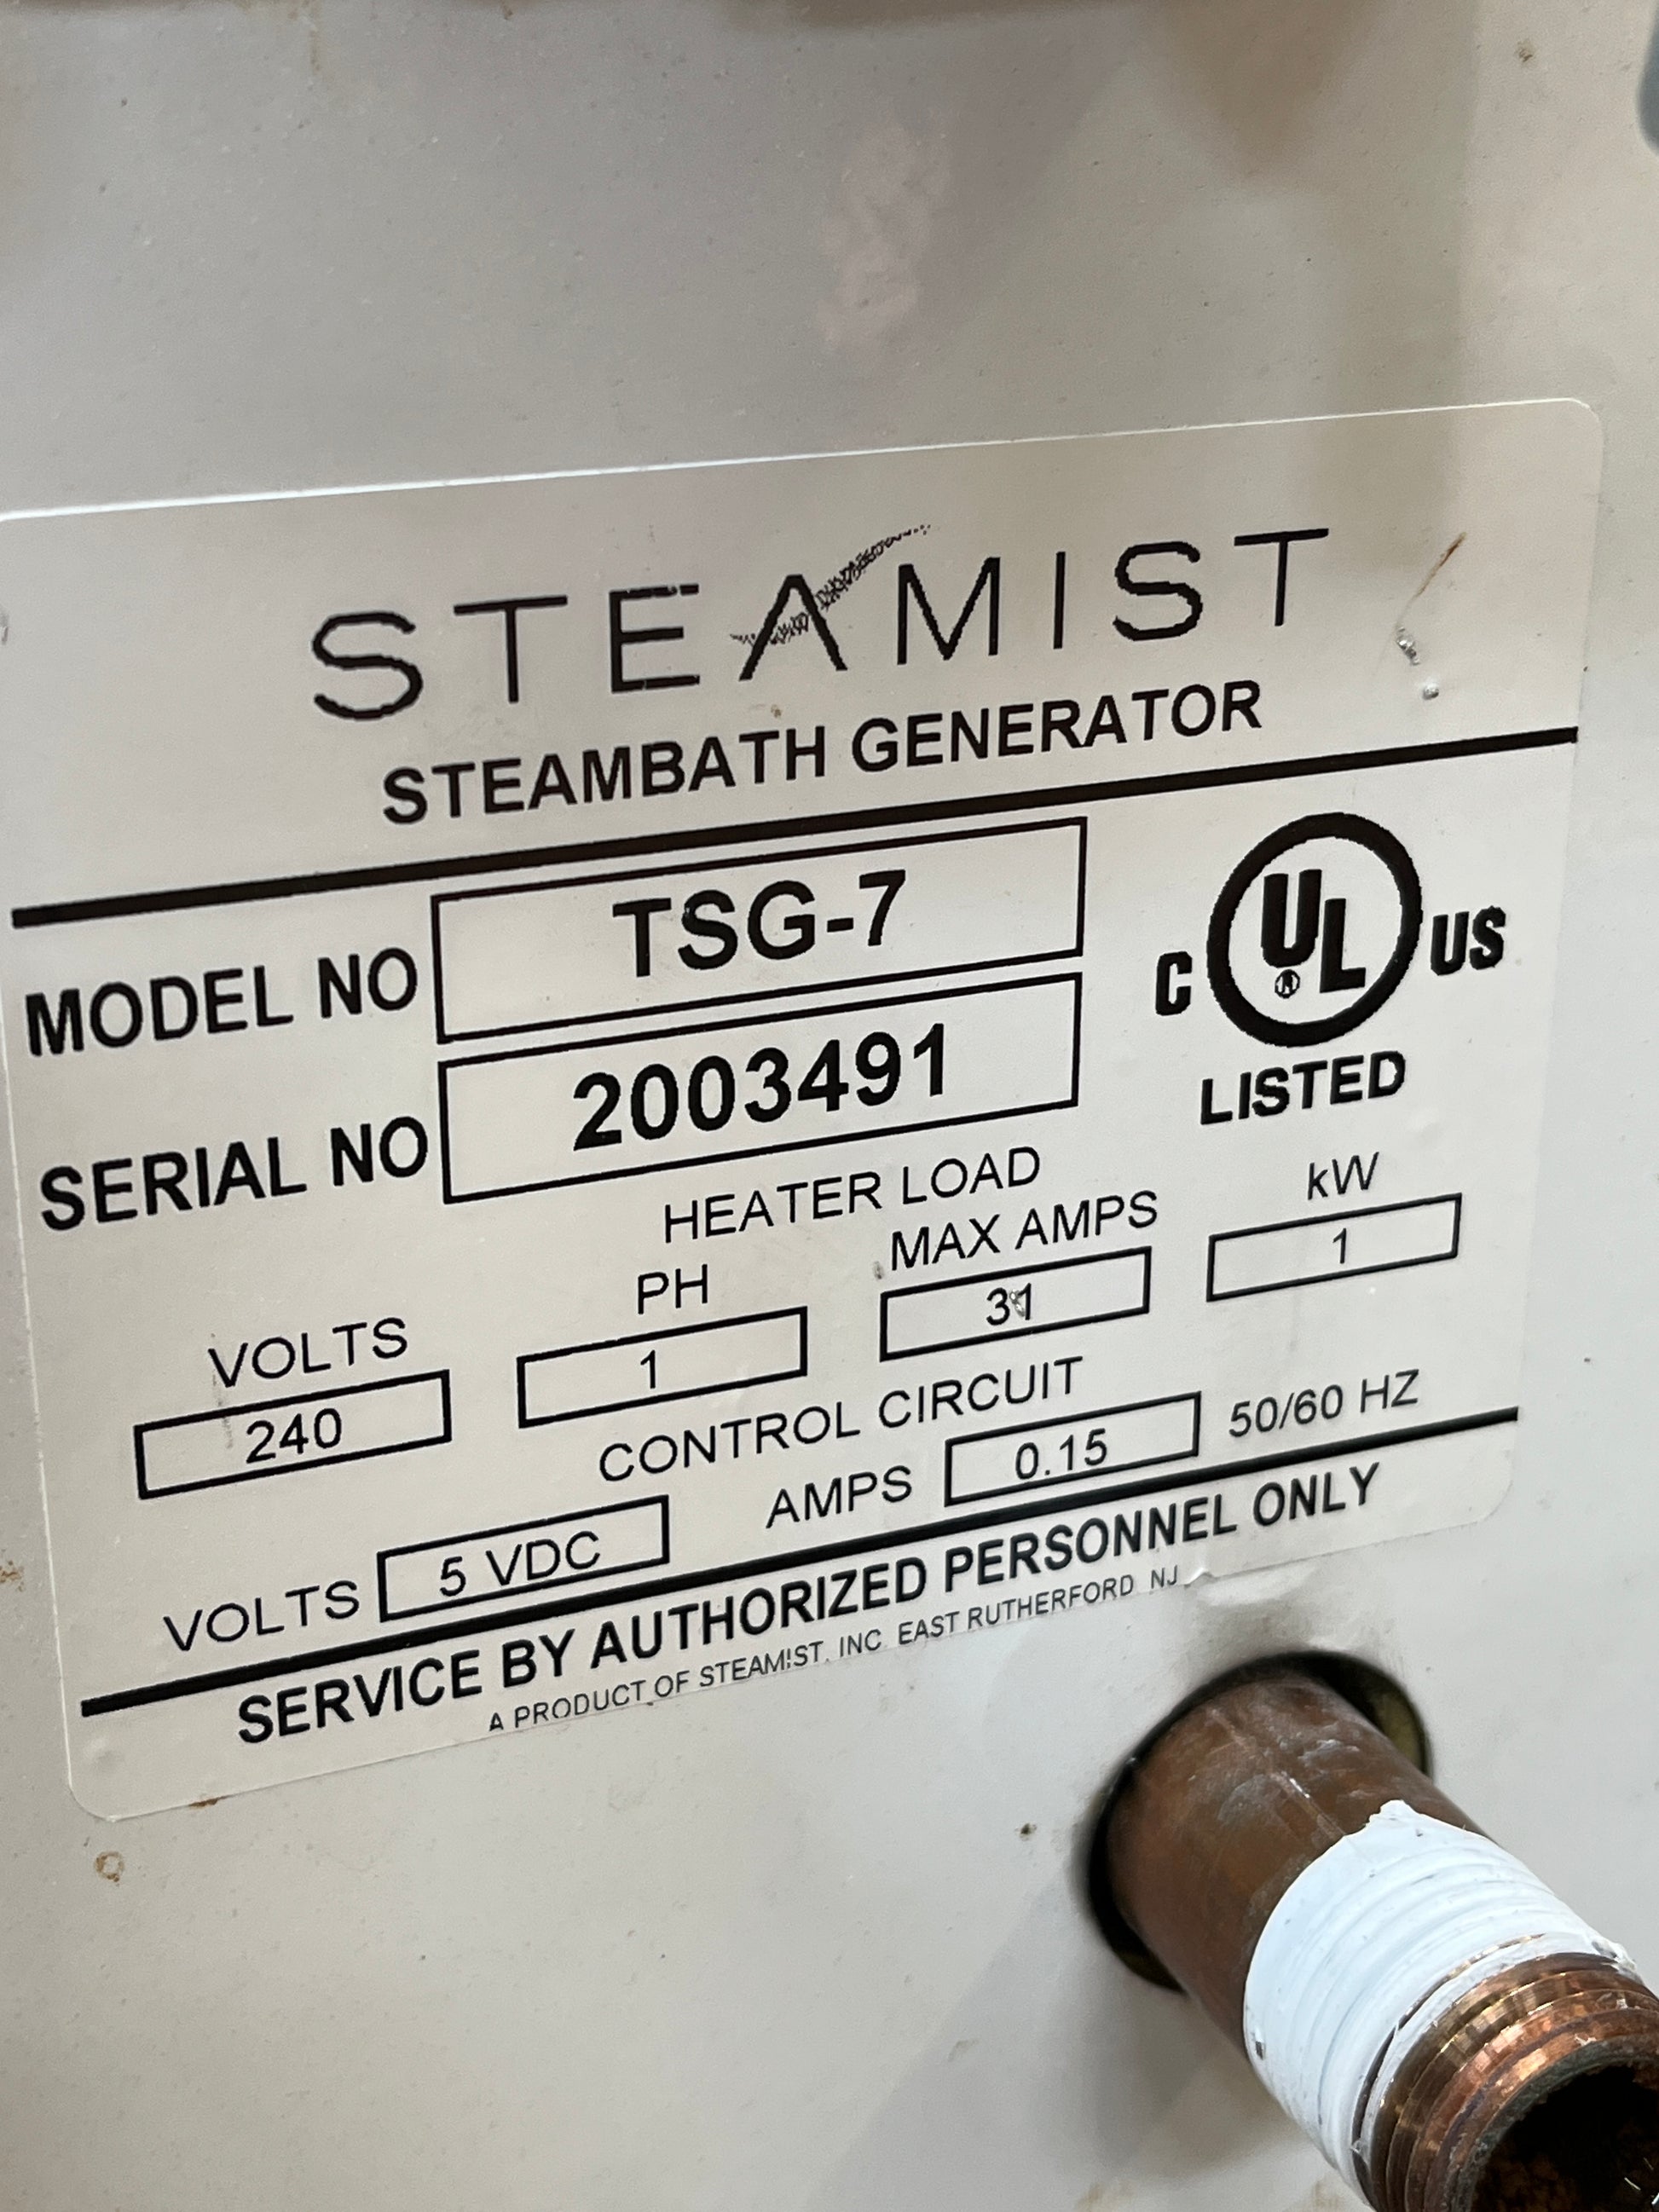 STEAMIST
STEAMBATH GENERATOR
MODEL NO TSG-7
SERIAL NO 2003491
C UL ® US
LISTED
HEATER LOAD
VOLTS PH MAX AMPS kW
240 1 31 1
CONTROL CIRCUIT
VOLTS 5 VDC AMPS 0.15 50/60 HZ
SERVICE BY AUTHORIZED PERSONNEL ONLY
A PRODUCT OF STEAMIST, INC. EAST RUTHERFORD NJ